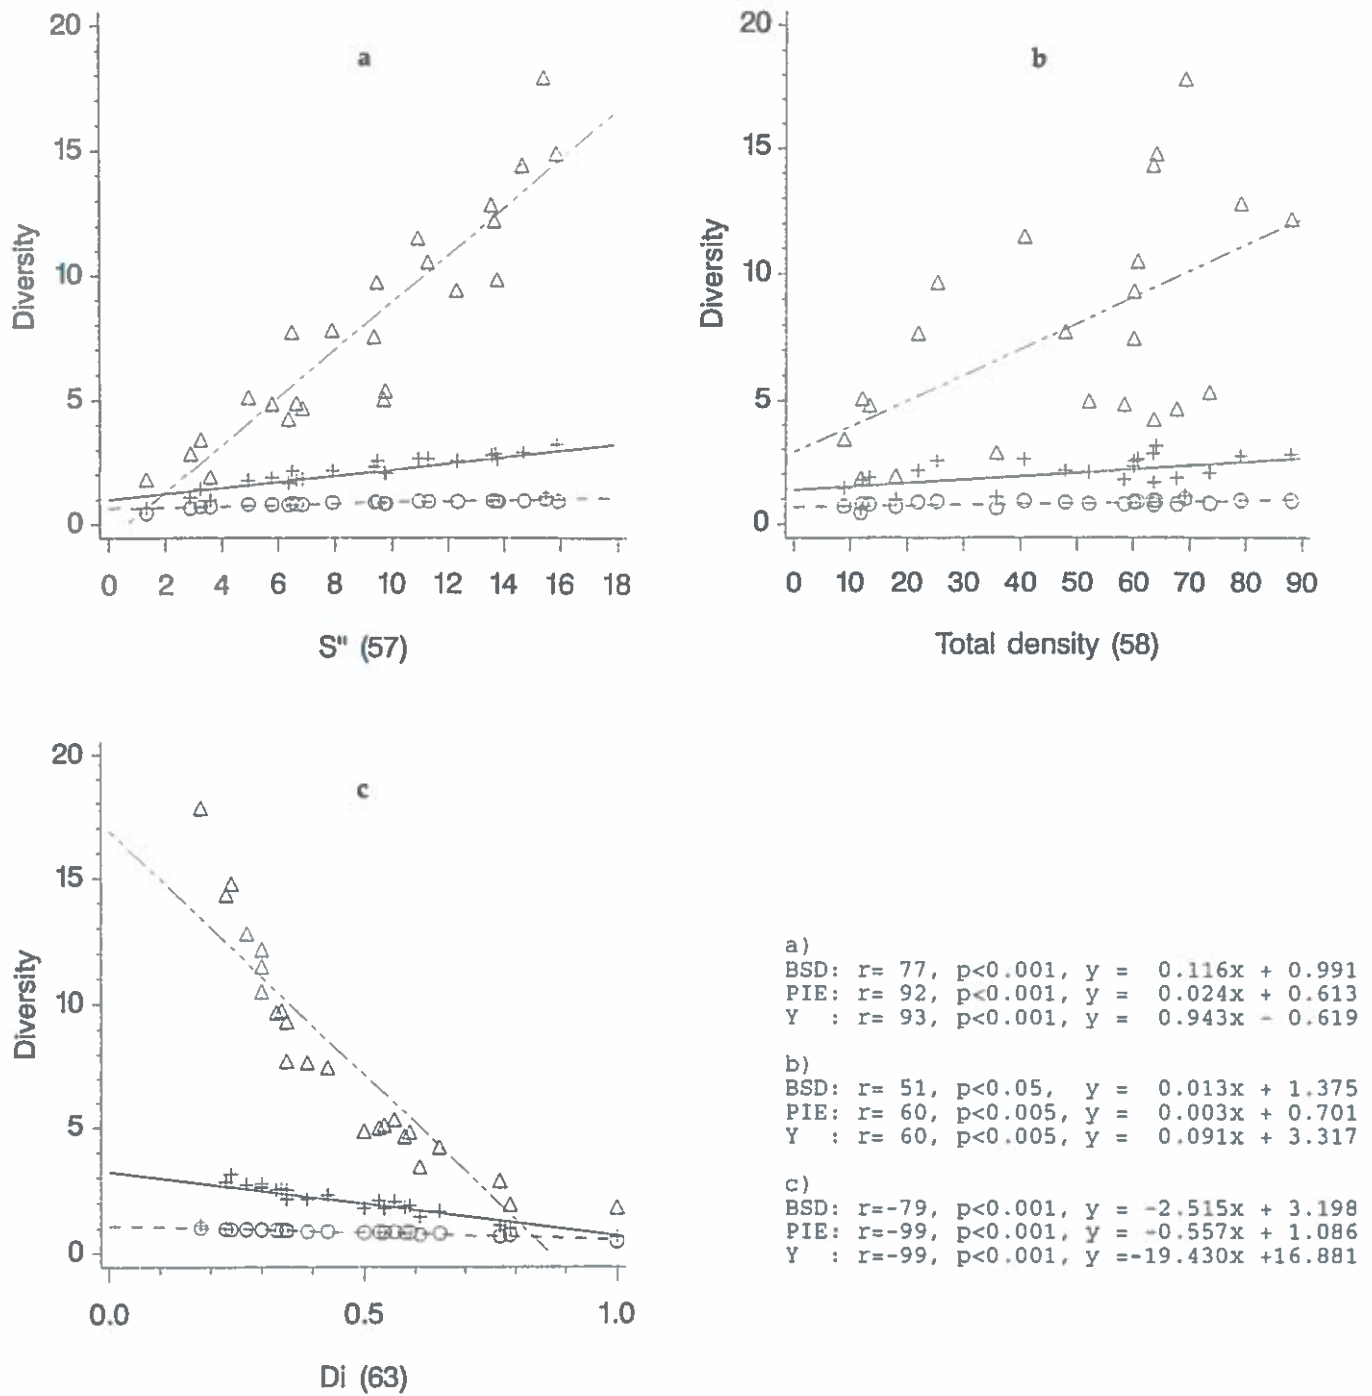 a
20
15
10
5
0
Diversity
0 2 4 6 8 10 12 14 16 18
S" (57)
b
20
15
10
5
0
Diversity
0 10 20 30 40 50 60 70 80 90
Total density (58)
c
20
15
10
5
0
Diversity
0.0 0.5 1.0
Di (63)
a)
BSD: r= 77, p<0.001, y = 0.116x + 0.991
PIE: r= 92, p<0.001, y = 0.024x + 0.613
Y : r= 93, p<0.001, y = 0.943x - 0.619
b)
BSD: r= 51, p<0.05, y = 0.013x + 1.375
PIE: r= 60, p<0.005, y = 0.003x + 0.701
Y : r= 60, p<0.005, y = 0.091x + 3.317
c)
BSD: r=-79, p<0.001, y = -2.515x + 3.198
PIE: r=-99, p<0.001, y = -0.557x + 1.086
Y : r=-99, p<0.001, y =-19.430x +16.881